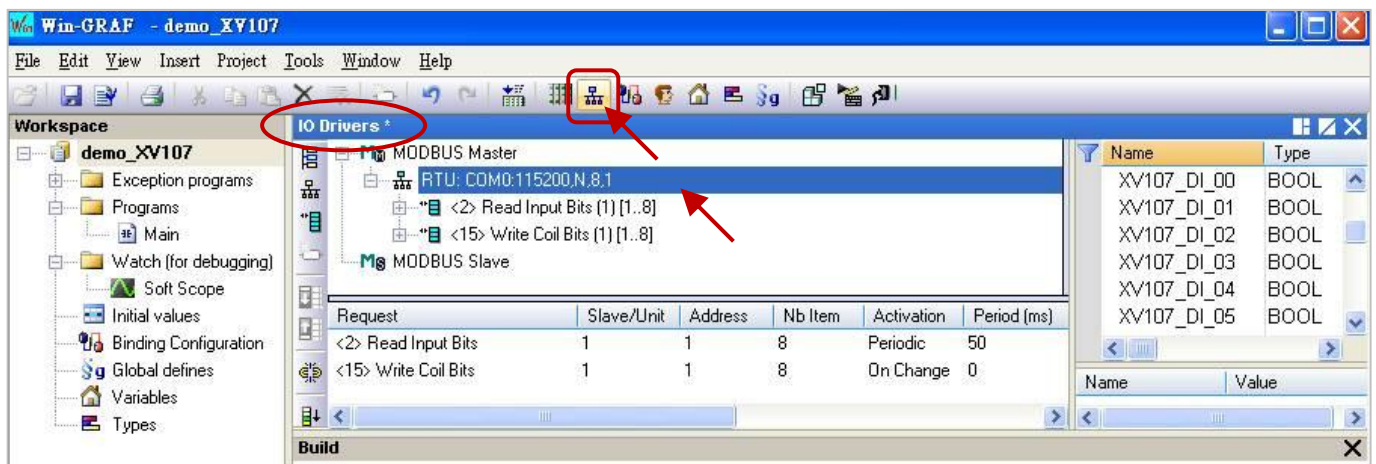 Win-GRAF - demo_XV107
File Edit View Insert Project Tools Window Help
Workspace
demo_XV107
Exception programs
Programs
Main
Watch (for debugging)
Soft Scope
Initial values
Binding Configuration
Global defines
Variables
Types
IO Drivers *
MODBUS Master
RTU: COM0:115200,N,8,1
<2> Read Input Bits (1) [1..8]
<15> Write Coil Bits (1) [1..8]
MODBUS Slave
Request Slave/Unit Address Nb Item Activation Period (ms)
<2> Read Input Bits 1 1 8 Periodic 50
<15> Write Coil Bits 1 1 8 On Change 0
Name Type
XV107_DI_00 BOOL
XV107_DI_01 BOOL
XV107_DI_02 BOOL
XV107_DI_03 BOOL
XV107_DI_04 BOOL
XV107_DI_05 BOOL
Name Value
Build